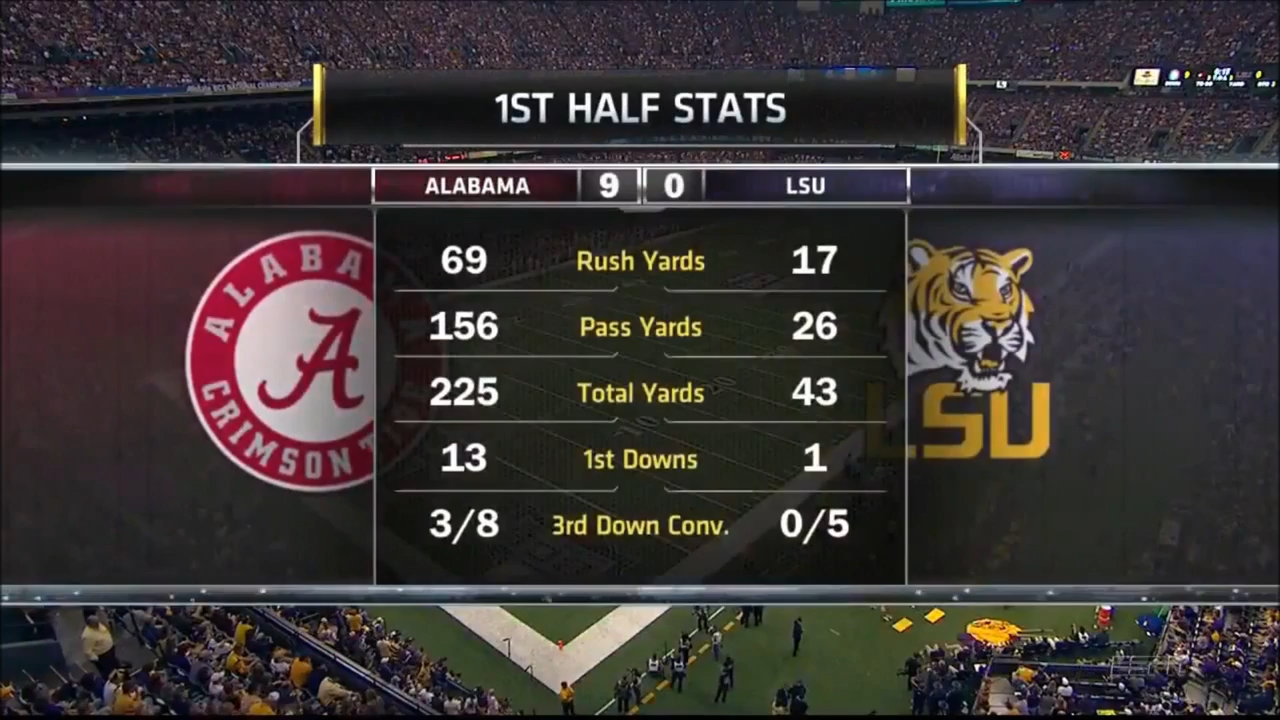 1ST HALF STATS
ALABAMA 9 0 LSU
69 Rush Yards 17
156 Pass Yards 26
225 Total Yards 43
13 1st Downs 1
3/8 3rd Down Conv. 0/5
ALABA
A
CRIMSON T
LSU